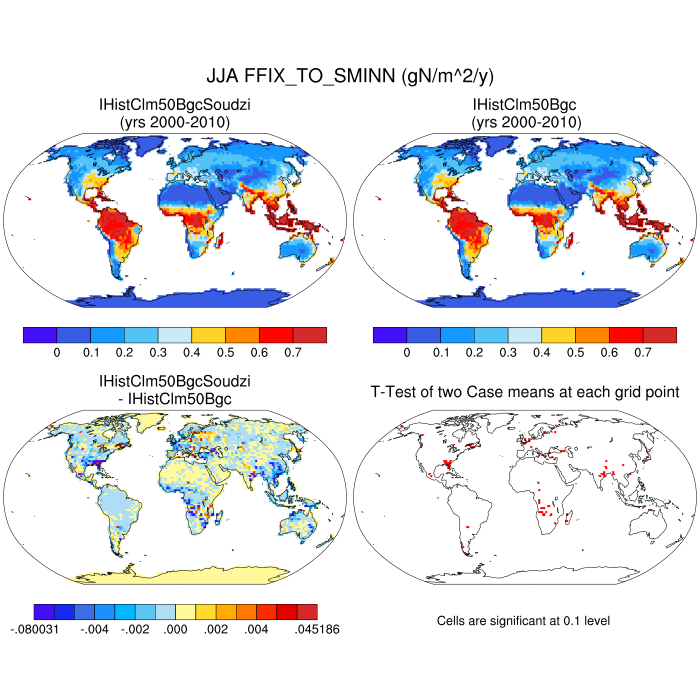 JJA FFIX_TO_SMINN (gN/m^2/y)
IHistClm50BgcSoudzi
(yrs 2000-2010)
IHistClm50Bgc
(yrs 2000-2010)
0 0.1 0.2 0.3 0.4 0.5 0.6 0.7
0 0.1 0.2 0.3 0.4 0.5 0.6 0.7
IHistClm50BgcSoudzi
- IHistClm50Bgc
T-Test of two Case means at each grid point
-.080031 -.004 -.002 .000 .002 .004 .045186
Cells are significant at 0.1 level